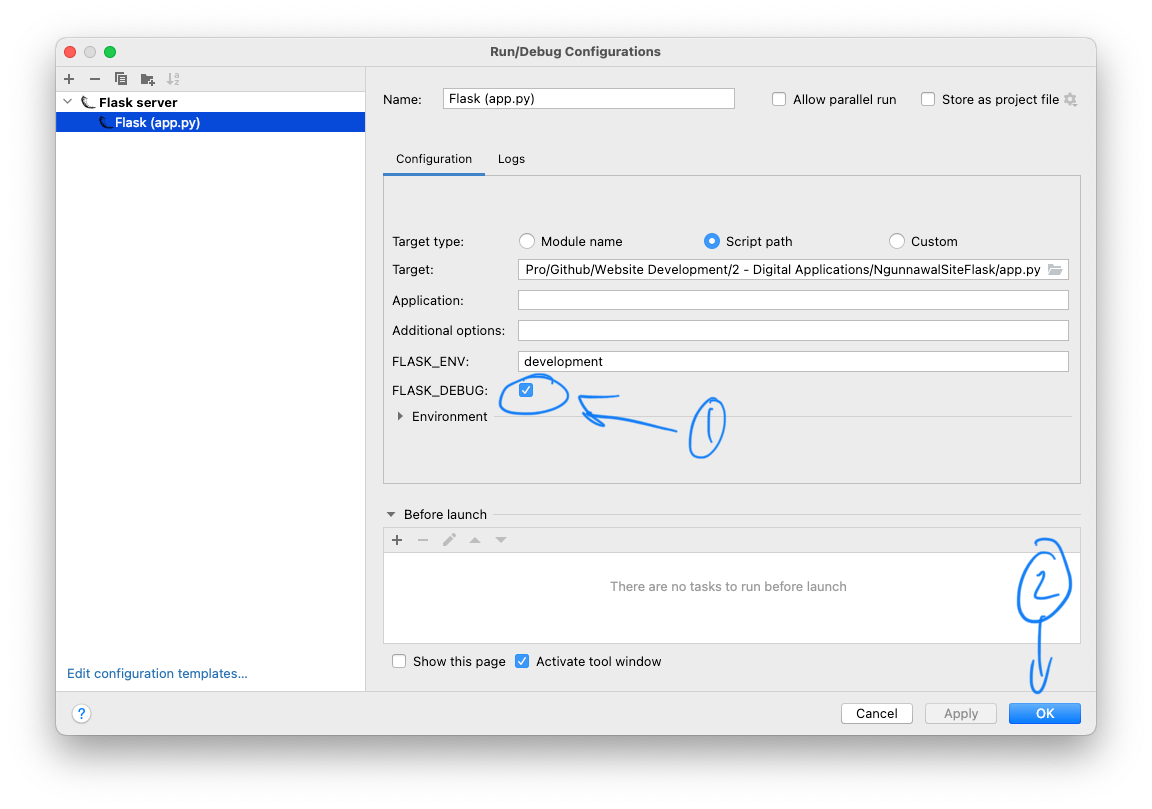 Run/Debug Configurations
Flask server
Flask (app.py)
Name: Flask (app.py) Allow parallel run Store as project file
Configuration Logs
Target type: Module name Script path Custom
Target: Pro/Github/Website Development/2 - Digital Applications/NgunnawalSiteFlask/app.py
Application:
Additional options:
FLASK_ENV: development
FLASK_DEBUG:
Environment
1
Before launch
There are no tasks to run before launch
2
Show this page Activate tool window
Edit configuration templates...
? Cancel Apply OK